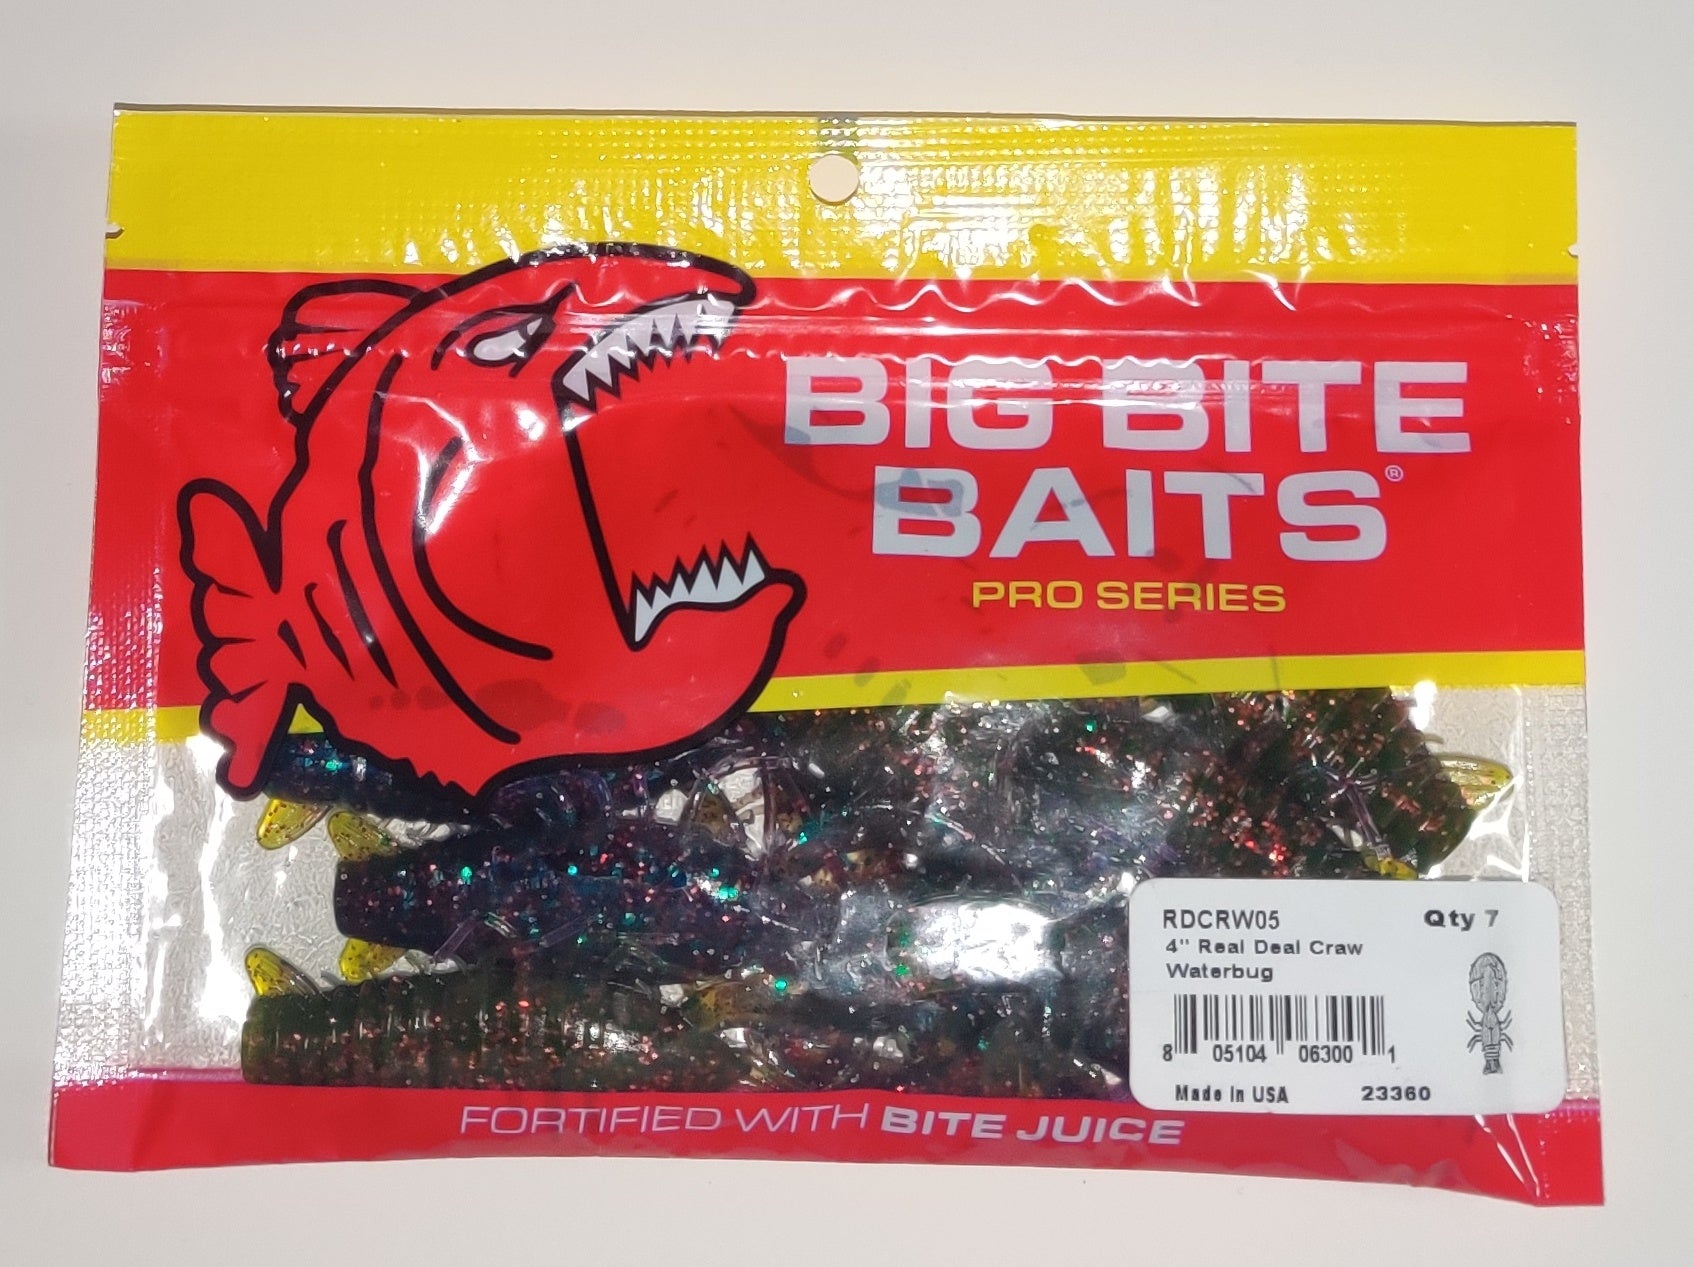 BIG BITE
BAITS®
PRO SERIES
RDCRW05 Qty 7
4" Real Deal Craw
Waterbug
8 05104 06300 1
Made In USA 23360
FORTIFIED WITH BITE JUICE